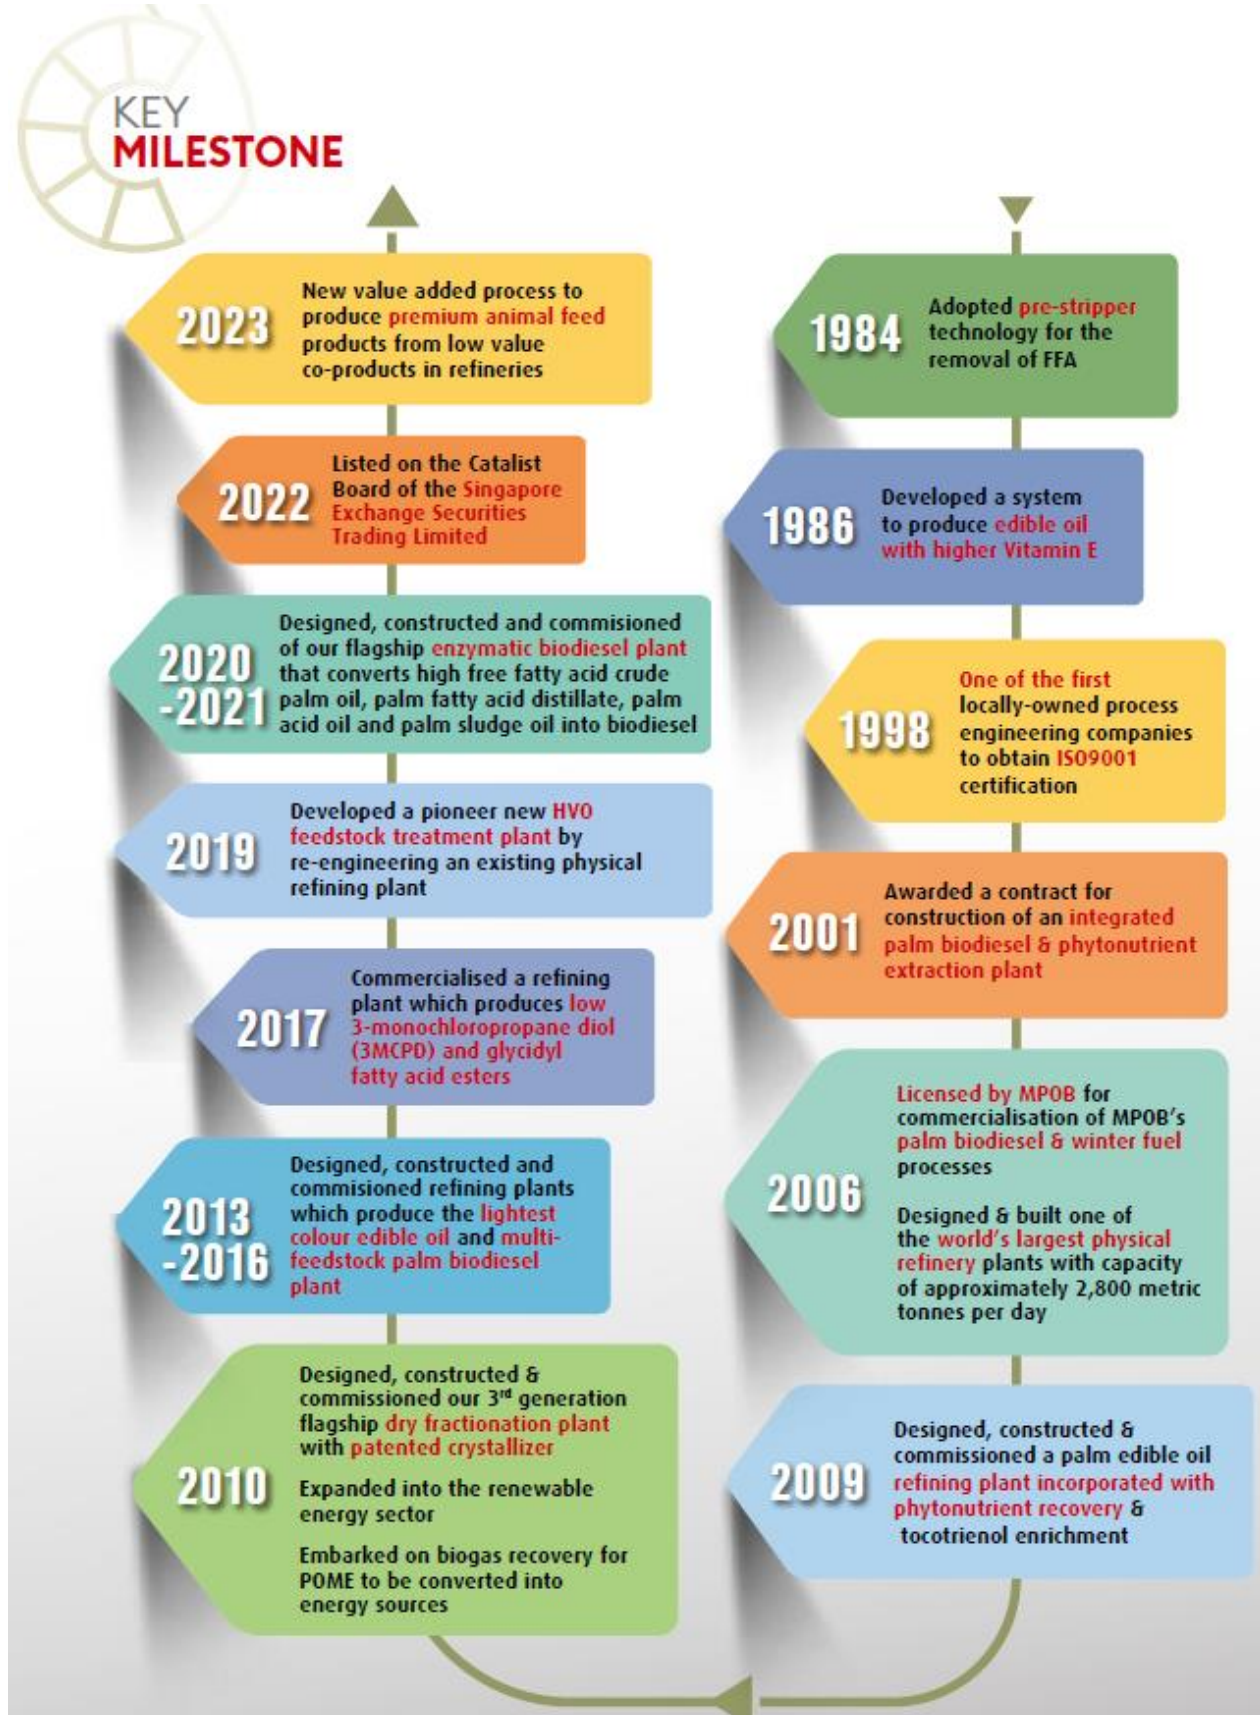 KEY
MILESTONE
1984
Adopted pre-stripper
technology for the
removal of FFA
1986
Developed a system
to produce edible oil
with higher Vitamin E
1998
One of the first
locally-owned process
engineering companies
to obtain ISO9001
certification
2001
Awarded a contract for
construction of an integrated
palm biodiesel & phytonutrient
extraction plant
2006
Licensed by MPOB for
commercialisation of MPOB's
palm biodiesel & winter fuel
processes
Designed & built one of
the world's largest physical
refinery plants with capacity
of approximately 2,800 metric
tonnes per day
2009
Designed, constructed &
commissioned a palm edible oil
refining plant incorporated with
phytonutrient recovery &
tocotrienol enrichment
2010
Designed, constructed &
commissioned our 3rd generation
flagship dry fractionation plant
with patented crystallizer
Expanded into the renewable
energy sector
Embarked on biogas recovery for
POME to be converted into
energy sources
2013
-2016
Designed, constructed and
commisioned refining plants
which produce the lightest
colour edible oil and multi-
feedstock palm biodiesel
plant
2017
Commercialised a refining
plant which produces low
3-monochloropropane diol
(3MCPD) and glycidyl
fatty acid esters
2019
Developed a pioneer new HVO
feedstock treatment plant by
re-engineering an existing physical
refining plant
2020
-2021
Designed, constructed and commisioned
of our flagship enzymatic biodiesel plant
that converts high free fatty acid crude
palm oil, palm fatty acid distillate, palm
acid oil and palm sludge oil into biodiesel
2022
Listed on the Catalist
Board of the Singapore
Exchange Securities
Trading Limited
2023
New value added process to
produce premium animal feed
products from low value
co-products in refineries